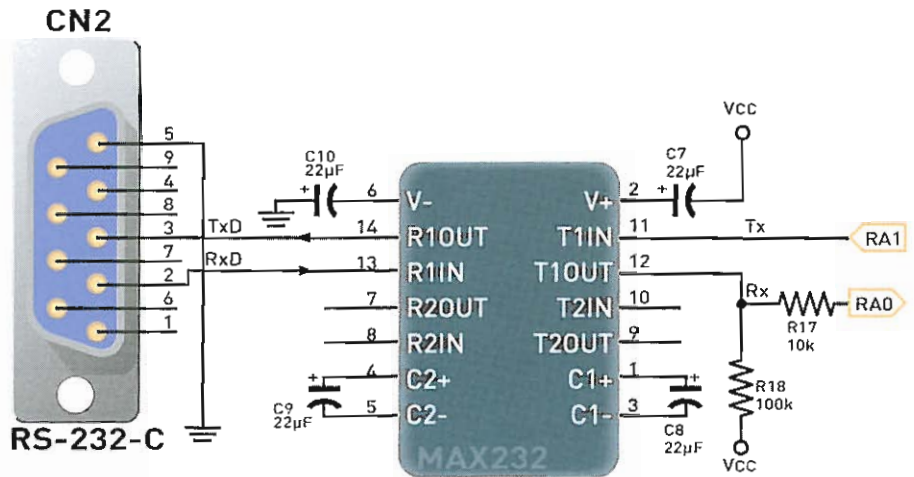 CN2
5
9
4
8
3
7
2
6
1
TxD
RxD
RS-232-C
C10
22µF
+
6
14
13
7
8
4
5
+
C9
22µF
V-
R1OUT
R1IN
R2OUT
R2IN
C2+
C2-
V+
T1IN
T1OUT
T2IN
T2OUT
C1+
C1-
MAX232
2
11
12
10
9
1
3
C7
22µF
+
VCC
Tx
RA1
Rx
R17
10k
RA0
R18
100k
VCC
+
C8
22µF